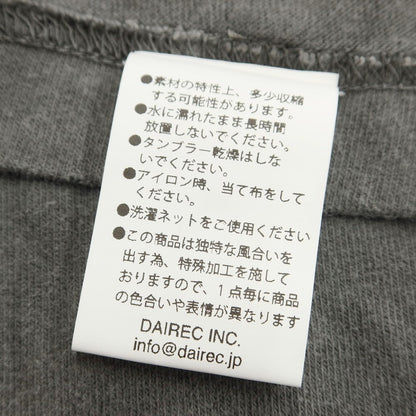 ●素材の特性上、多少収縮
する可能性があります。
●水に濡れたまま長時間
放置しないでください。
●タンブラー乾燥はしな
いでください。
●アイロン時、当て布をして
ください。
●洗濯ネットをご使用ください
●この商品は独特な風合いを
出す為、特殊加工を施して
おりますので、1点毎に商品
の色合いや表情が異なります
DAIREC INC.
info@dairec.jp